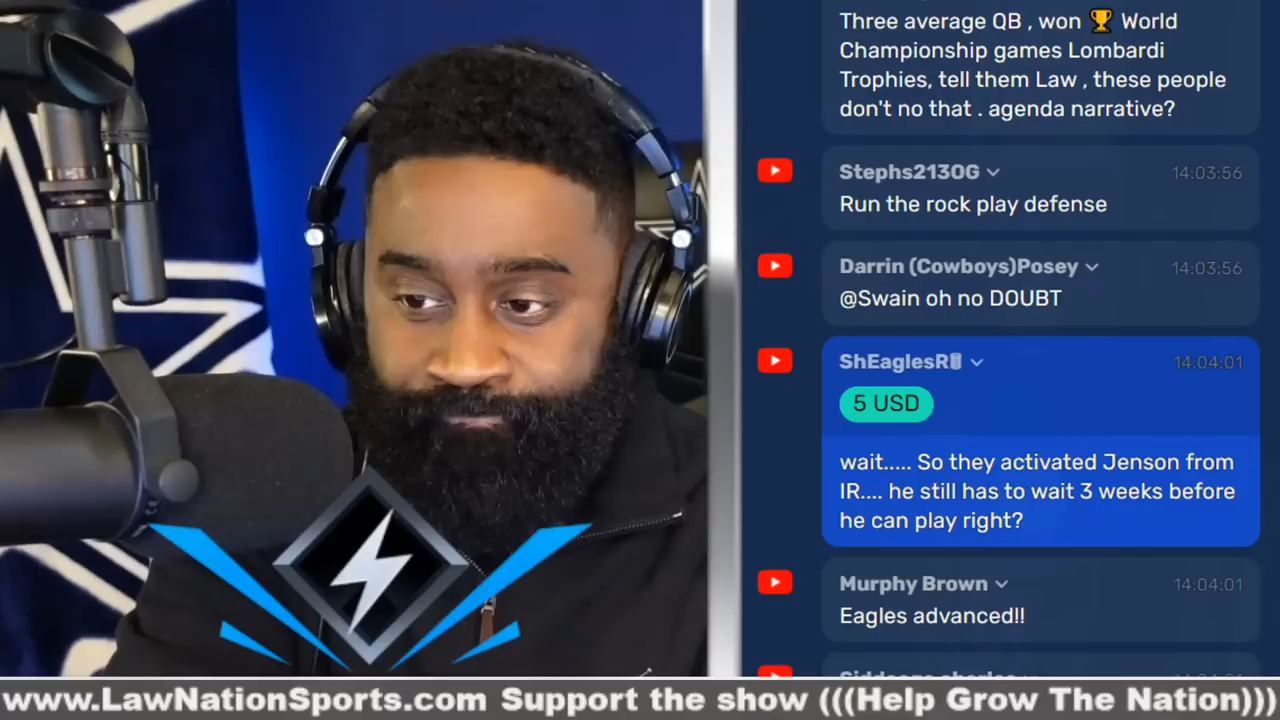 Three average QB , won 🏆 World
Championship games Lombardi
Trophies, tell them Law , these people
don't no that . agenda narrative?
Stephs213OG 14:03:56
Run the rock play defense
Darrin (Cowboys)Posey 14:03:56
@Swain oh no DOUBT
ShEaglesR 14:04:01
5 USD
wait..... So they activated Jenson from
IR.... he still has to wait 3 weeks before
he can play right?
Murphy Brown 14:04:01
Eagles advanced!!
www.LawNationSports.com Support the show (((Help Grow The Nation)))